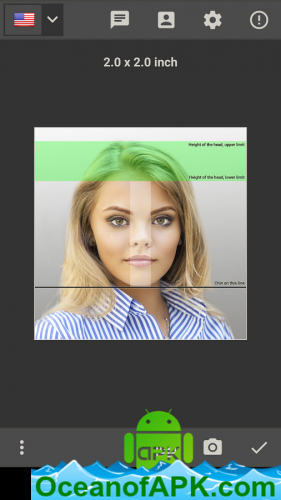 2.0 x 2.0 inch
Height of the head, upper limit
Height of the head, lower limit
Chin on this line
apk
OceanofAPK.com